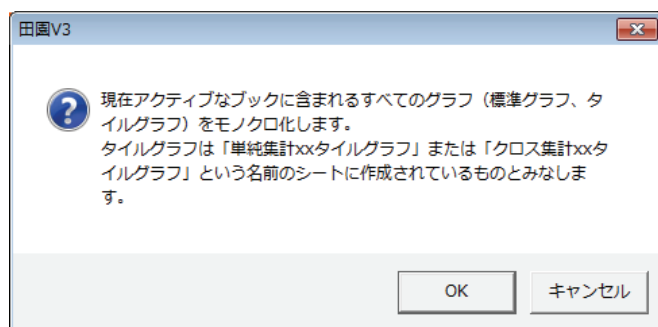 田園V3
現在アクティブなブックに含まれるすべてのグラフ（標準グラフ、タ
イルグラフ）をモノクロ化します。
タイルグラフは「単純集計xxタイルグラフ」または「クロス集計xxタ
イルグラフ」という名前のシートに作成されているものとみなしま
す。
OK
キャンセル